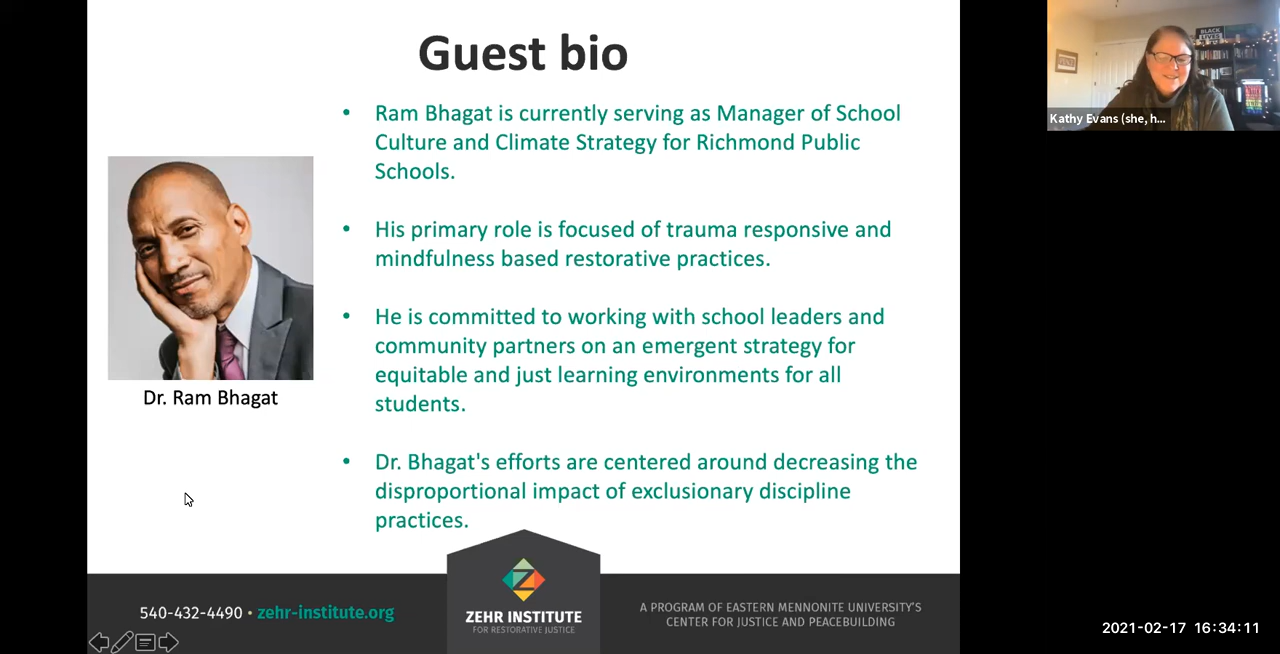 Guest bio
• Ram Bhagat is currently serving as Manager of School
Culture and Climate Strategy for Richmond Public
Schools.
• His primary role is focused of trauma responsive and
mindfulness based restorative practices.
• He is committed to working with school leaders and
community partners on an emergent strategy for
equitable and just learning environments for all
students.
• Dr. Bhagat's efforts are centered around decreasing the
disproportional impact of exclusionary discipline
practices.
Dr. Ram Bhagat
540-432-4490 • zehr-institute.org
ZEHR INSTITUTE
FOR RESTORATIVE JUSTICE
A PROGRAM OF EASTERN MENNONITE UNIVERSITY'S
CENTER FOR JUSTICE AND PEACEBUILDING
BLACK
LIVES
Kathy Evans (she, h...
2021-02-17 16:34:11